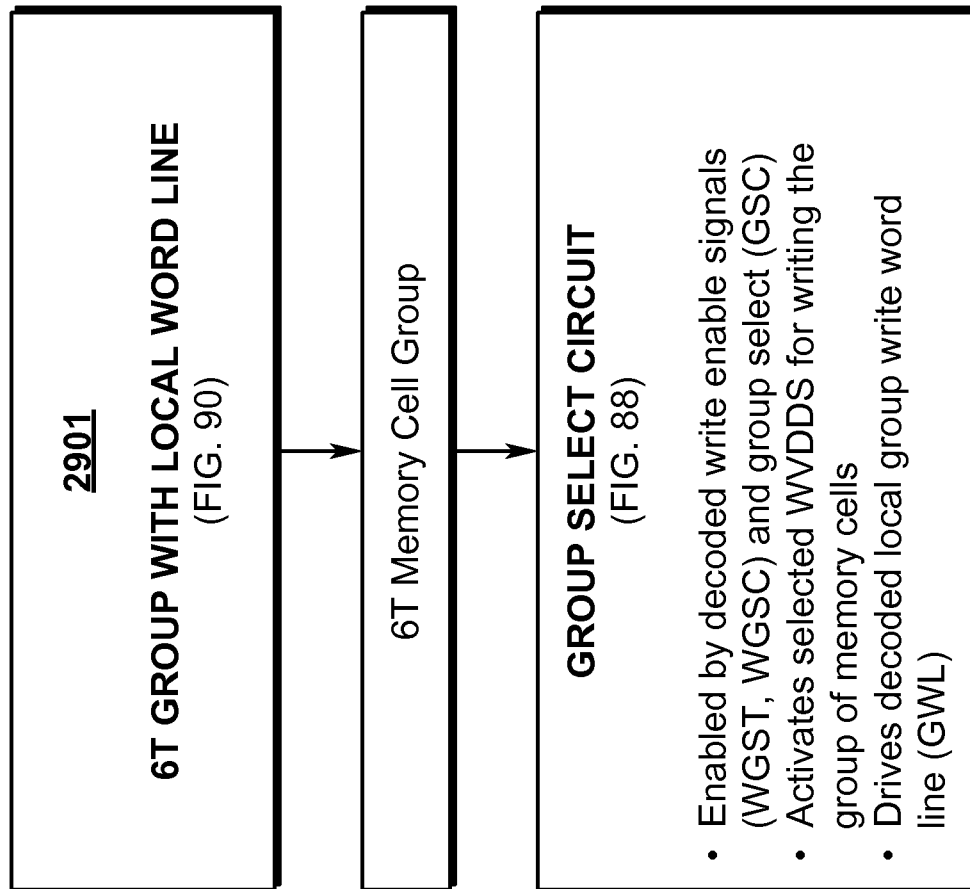 2901
6T GROUP WITH LOCAL WORD LINE
(FIG. 90)
6T Memory Cell Group
GROUP SELECT CIRCUIT
(FIG. 88)
• Enabled by decoded write enable signals
(WGST, WGSC) and group select (GSC)
• Activates selected WVDDS for writing the
group of memory cells
• Drives decoded local group write word
line (GWL)